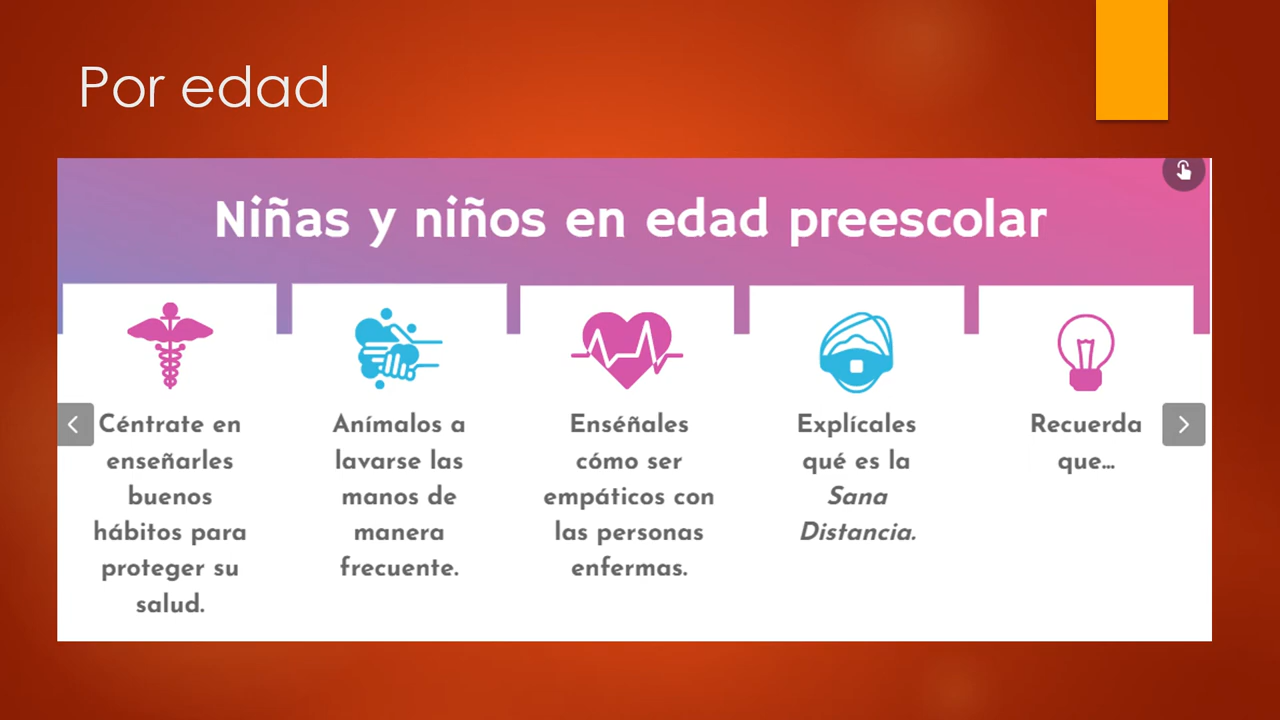 Por edad
Niñas y niños en edad preescolar
Céntrate en
enseñarles
buenos
hábitos para
proteger su
salud.
Anímalos a
lavarse las
manos de
manera
frecuente.
Enséñales
cómo ser
empáticos con
las personas
enfermas.
Explícales
qué es la
Sana
Distancia.
Recuerda
que...